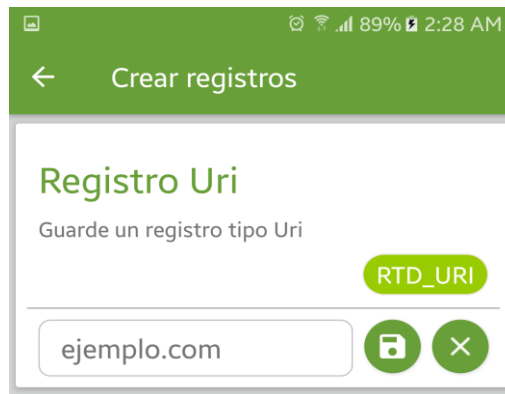 89% 2:28 AM
Crear registros
Registro Uri
Guarde un registro tipo Uri
RTD_URI
ejemplo.com